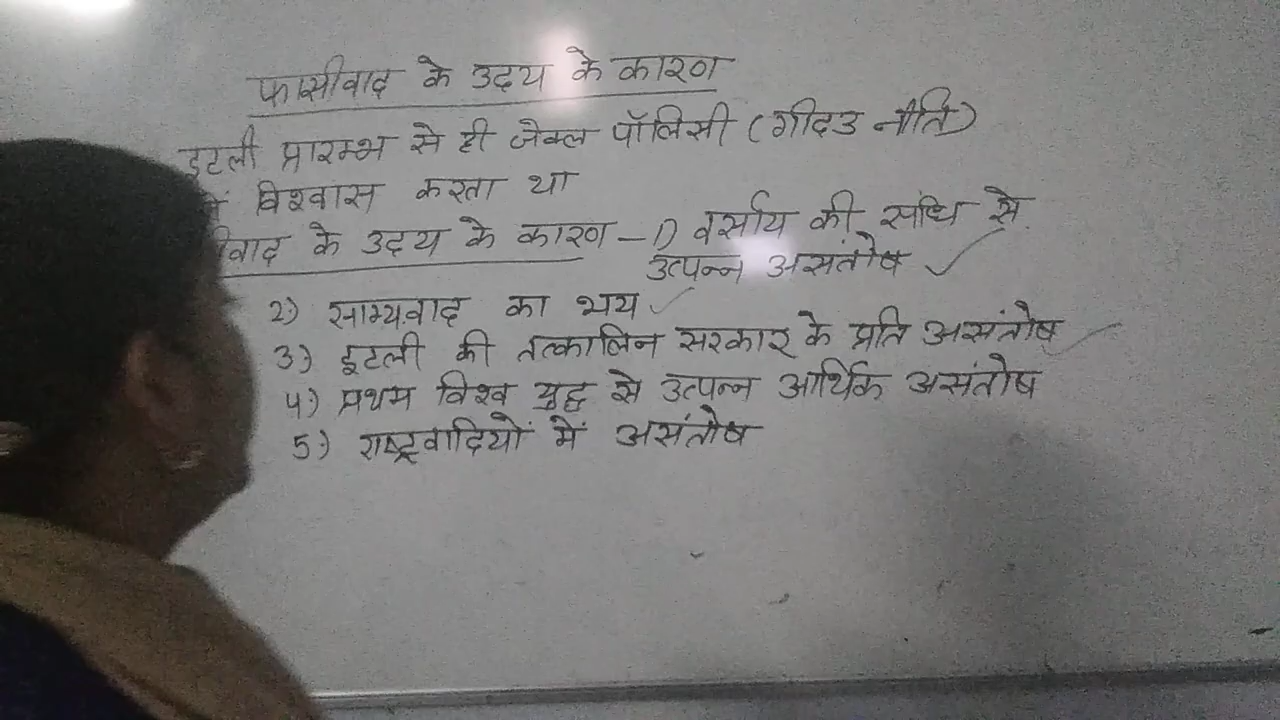 फासीवाद के उदय के कारण
इटली प्रारम्भ से ही जेकल पॉलिसी (गीदड नीति)
में विश्वास करता था
वाद के उदय के कारण – 1) वर्साय की संधि से
उत्पन्न असंतोष ✓
2) साम्यवाद का भय ✓
3) इटली की तत्कालिन सरकार के प्रति असंतोष ✓
4) प्रथम विश्व युद्ध से उत्पन्न आर्थिक असंतोष
5) राष्ट्रवादियों में असंतोष